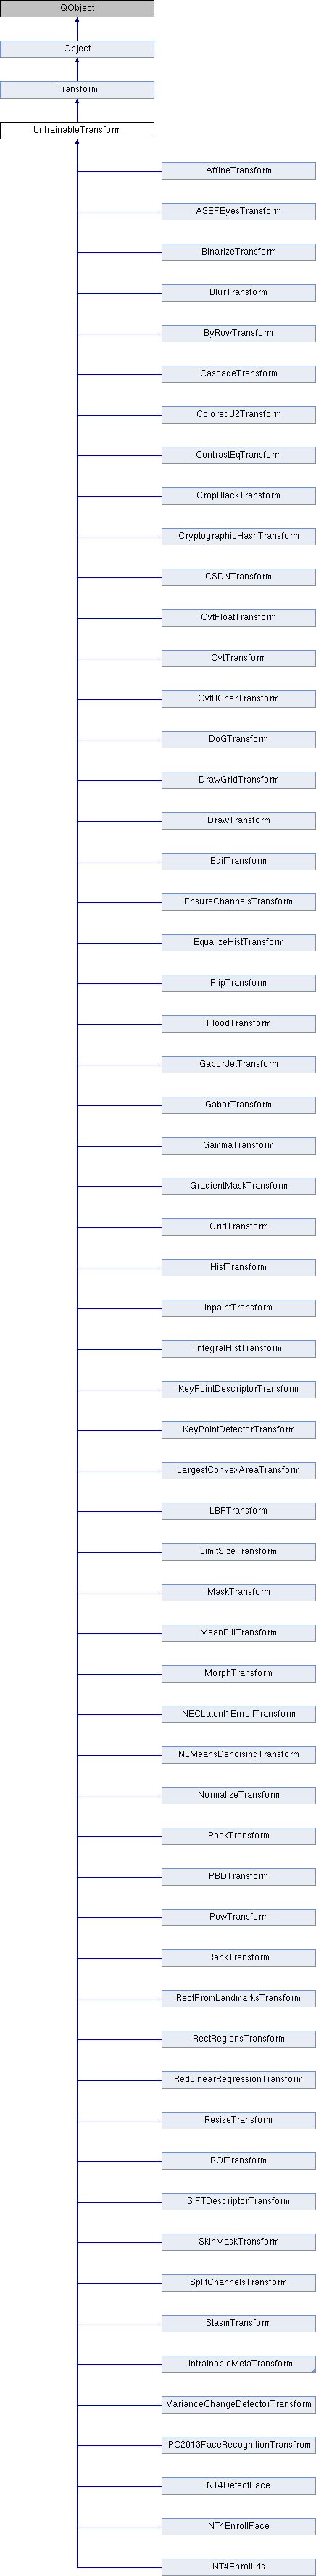 QObject
Object
Transform
UntrainableTransform
AffineTransform
ASEFEyesTransform
BinarizeTransform
BlurTransform
ByRowTransform
CascadeTransform
ColoredU2Transform
ContrastEqTransform
CropBlackTransform
CryptographicHashTransform
CSDNTransform
CvtFloatTransform
CvtTransform
CvtUCharTransform
DoGTransform
DrawGridTransform
DrawTransform
EditTransform
EnsureChannelsTransform
EqualizeHistTransform
FlipTransform
FloodTransform
GaborJetTransform
GaborTransform
GammaTransform
GradientMaskTransform
GridTransform
HistTransform
InpaintTransform
IntegralHistTransform
KeyPointDescriptorTransform
KeyPointDetectorTransform
LargestConvexAreaTransform
LBPTransform
LimitSizeTransform
MaskTransform
MeanFillTransform
MorphTransform
NECLatent1EnrollTransform
NLMeansDenoisingTransform
NormalizeTransform
PackTransform
PBDTransform
PowTransform
RankTransform
RectFromLandmarksTransform
RectRegionsTransform
RedLinearRegressionTransform
ResizeTransform
ROITransform
SIFTDescriptorTransform
SkinMaskTransform
SplitChannelsTransform
StasmTransform
UntrainableMetaTransform
VarianceChangeDetectorTransform
IPC2013FaceRecognitionTransfrom
NT4DetectFace
NT4EnrollFace
NT4EnrollIris